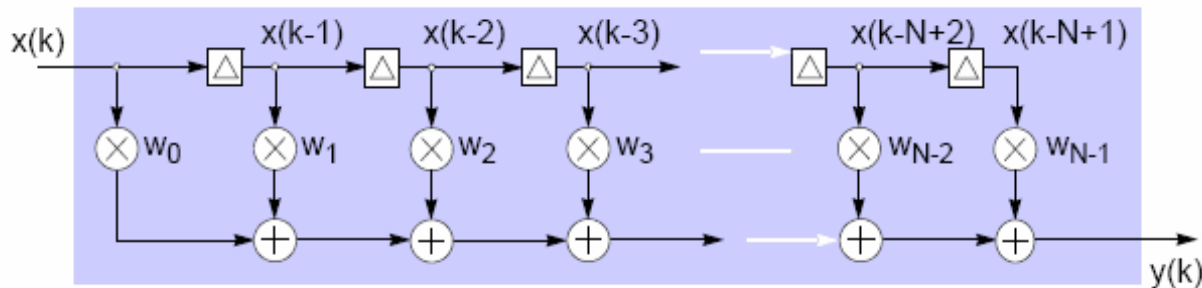 x(k) x(k-1) x(k-2) x(k-3) x(k-N+2) x(k-N+1)
w₀ w₁ w₂ w₃ wN-2 wN-1
y(k)